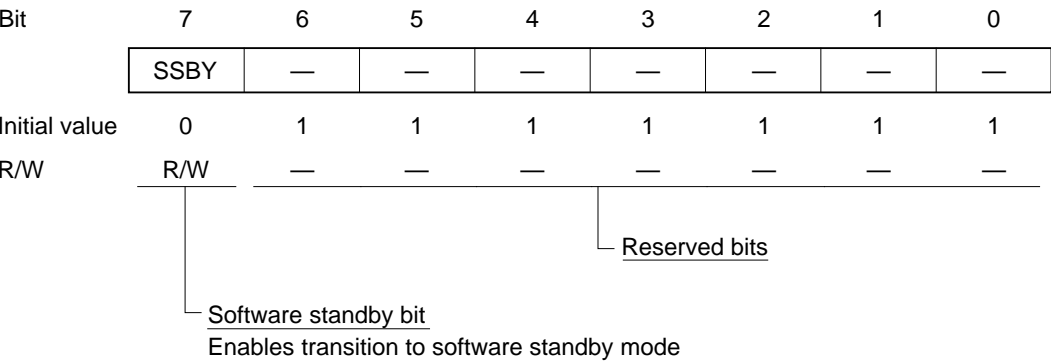 Bit 7 6 5 4 3 2 1 0
SSBY — — — — — — —
Initial value 0 1 1 1 1 1 1 1
R/W R/W — — — — — — —
Reserved bits
Software standby bit
Enables transition to software standby mode